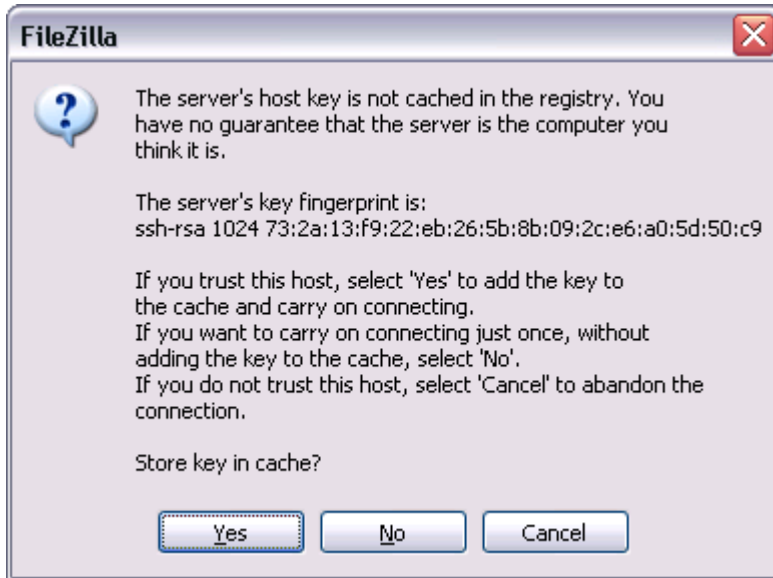 FileZilla
The server's host key is not cached in the registry. You
have no guarantee that the server is the computer you
think it is.
The server's key fingerprint is:
ssh-rsa 1024 73:2a:13:f9:22:eb:26:5b:8b:09:2c:e6:a0:5d:50:c9
If you trust this host, select 'Yes' to add the key to
the cache and carry on connecting.
If you want to carry on connecting just once, without
adding the key to the cache, select 'No'.
If you do not trust this host, select 'Cancel' to abandon the
connection.
Store key in cache?
Yes No Cancel